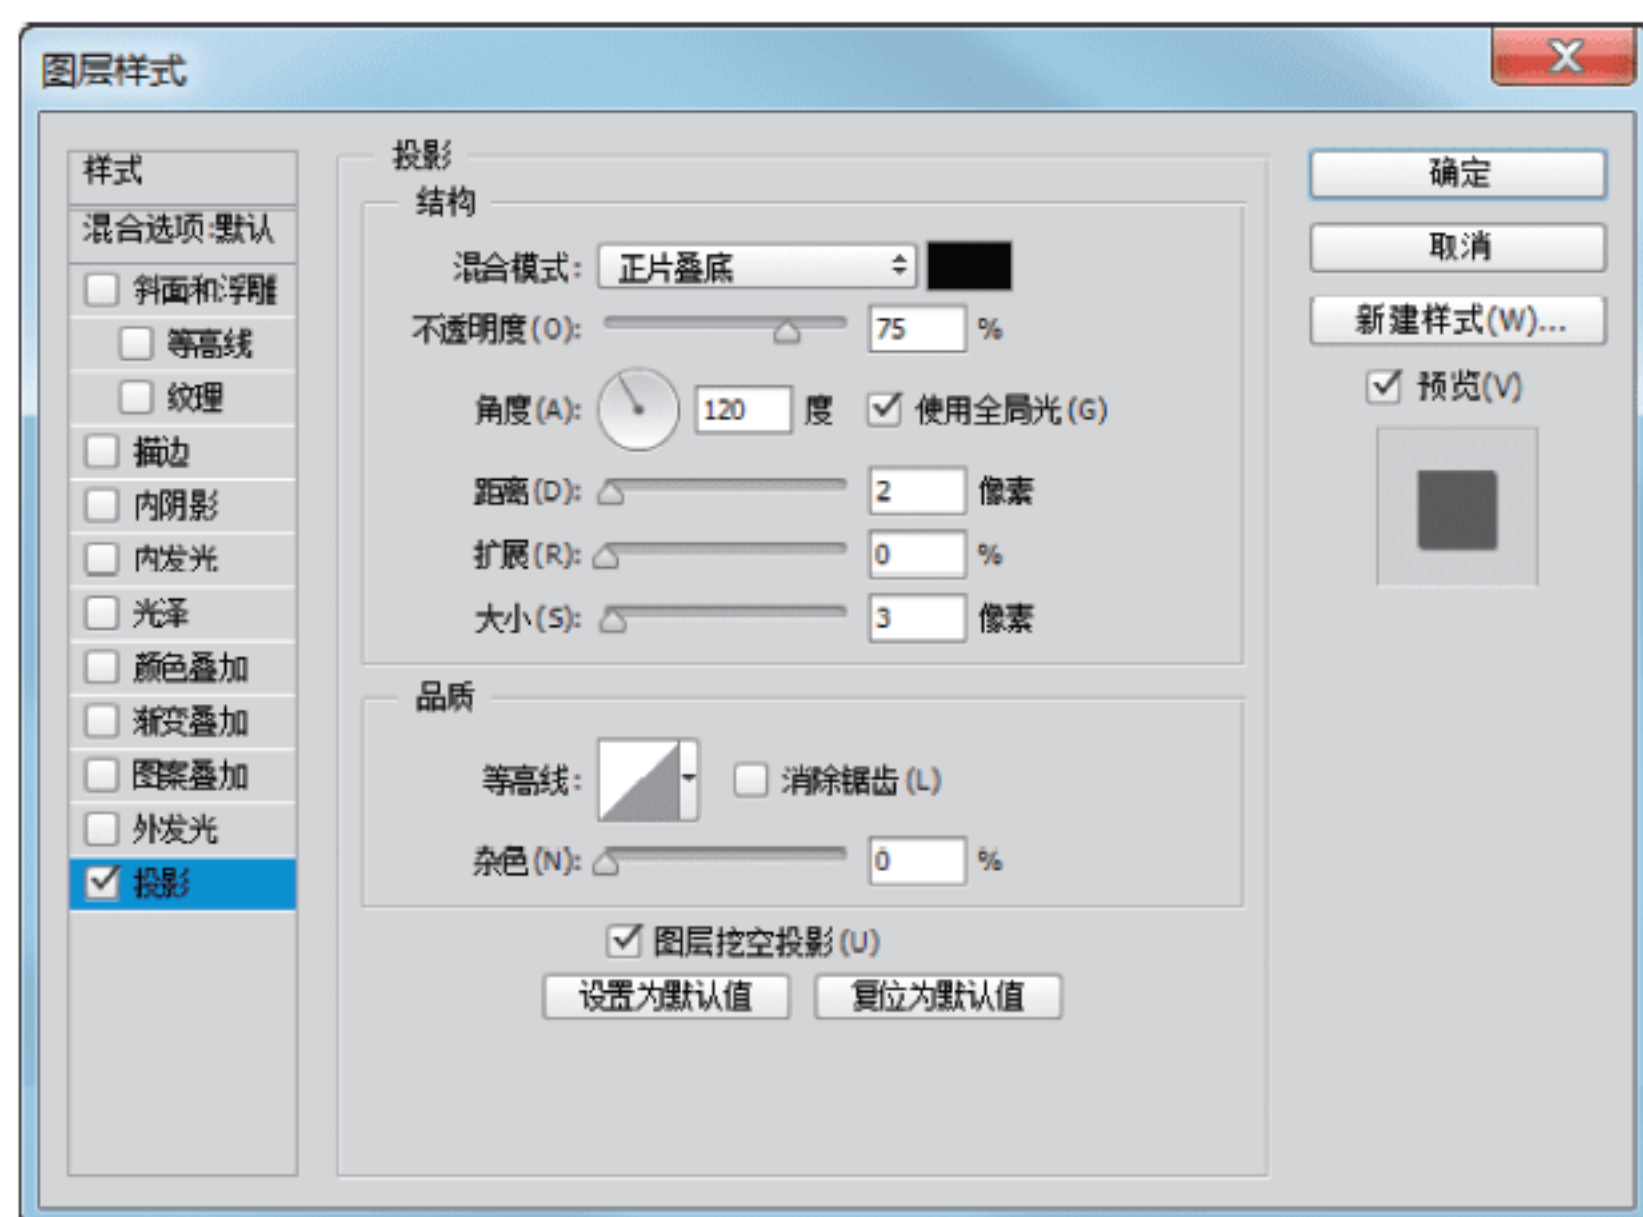 图层样式
样式
混合选项:默认
斜面和浮雕
等高线
纹理
描边
内阴影
内发光
光泽
颜色叠加
渐变叠加
图案叠加
外发光
投影
投影
结构
混合模式: 正片叠底
不透明度(O): 75 %
角度(A): 120 度 使用全局光(G)
距离(D): 2 像素
扩展(R): 0 %
大小(S): 3 像素
品质
等高线: 消除锯齿(L)
杂色(N): 0 %
图层挖空投影(U)
设置为默认值 复位为默认值
确定
取消
新建样式(W)...
预览(V)